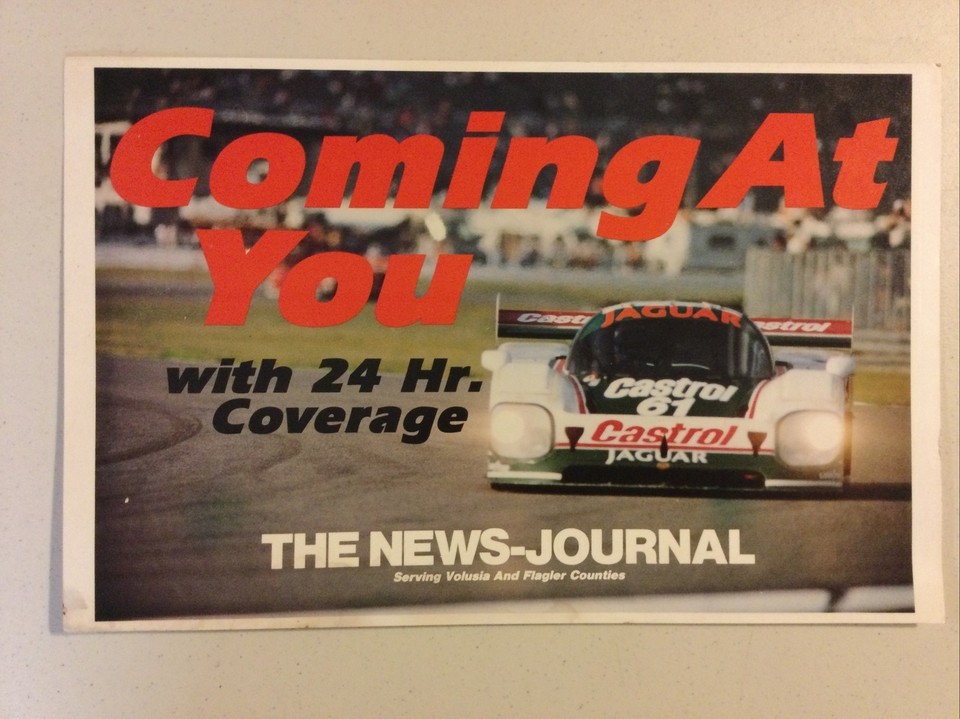 Coming At
You
with 24 Hr.
Coverage
Castrol JAGUAR Castrol
Castrol
61
Castrol
JAGUAR
THE NEWS-JOURNAL
Serving Volusia And Flagler Counties